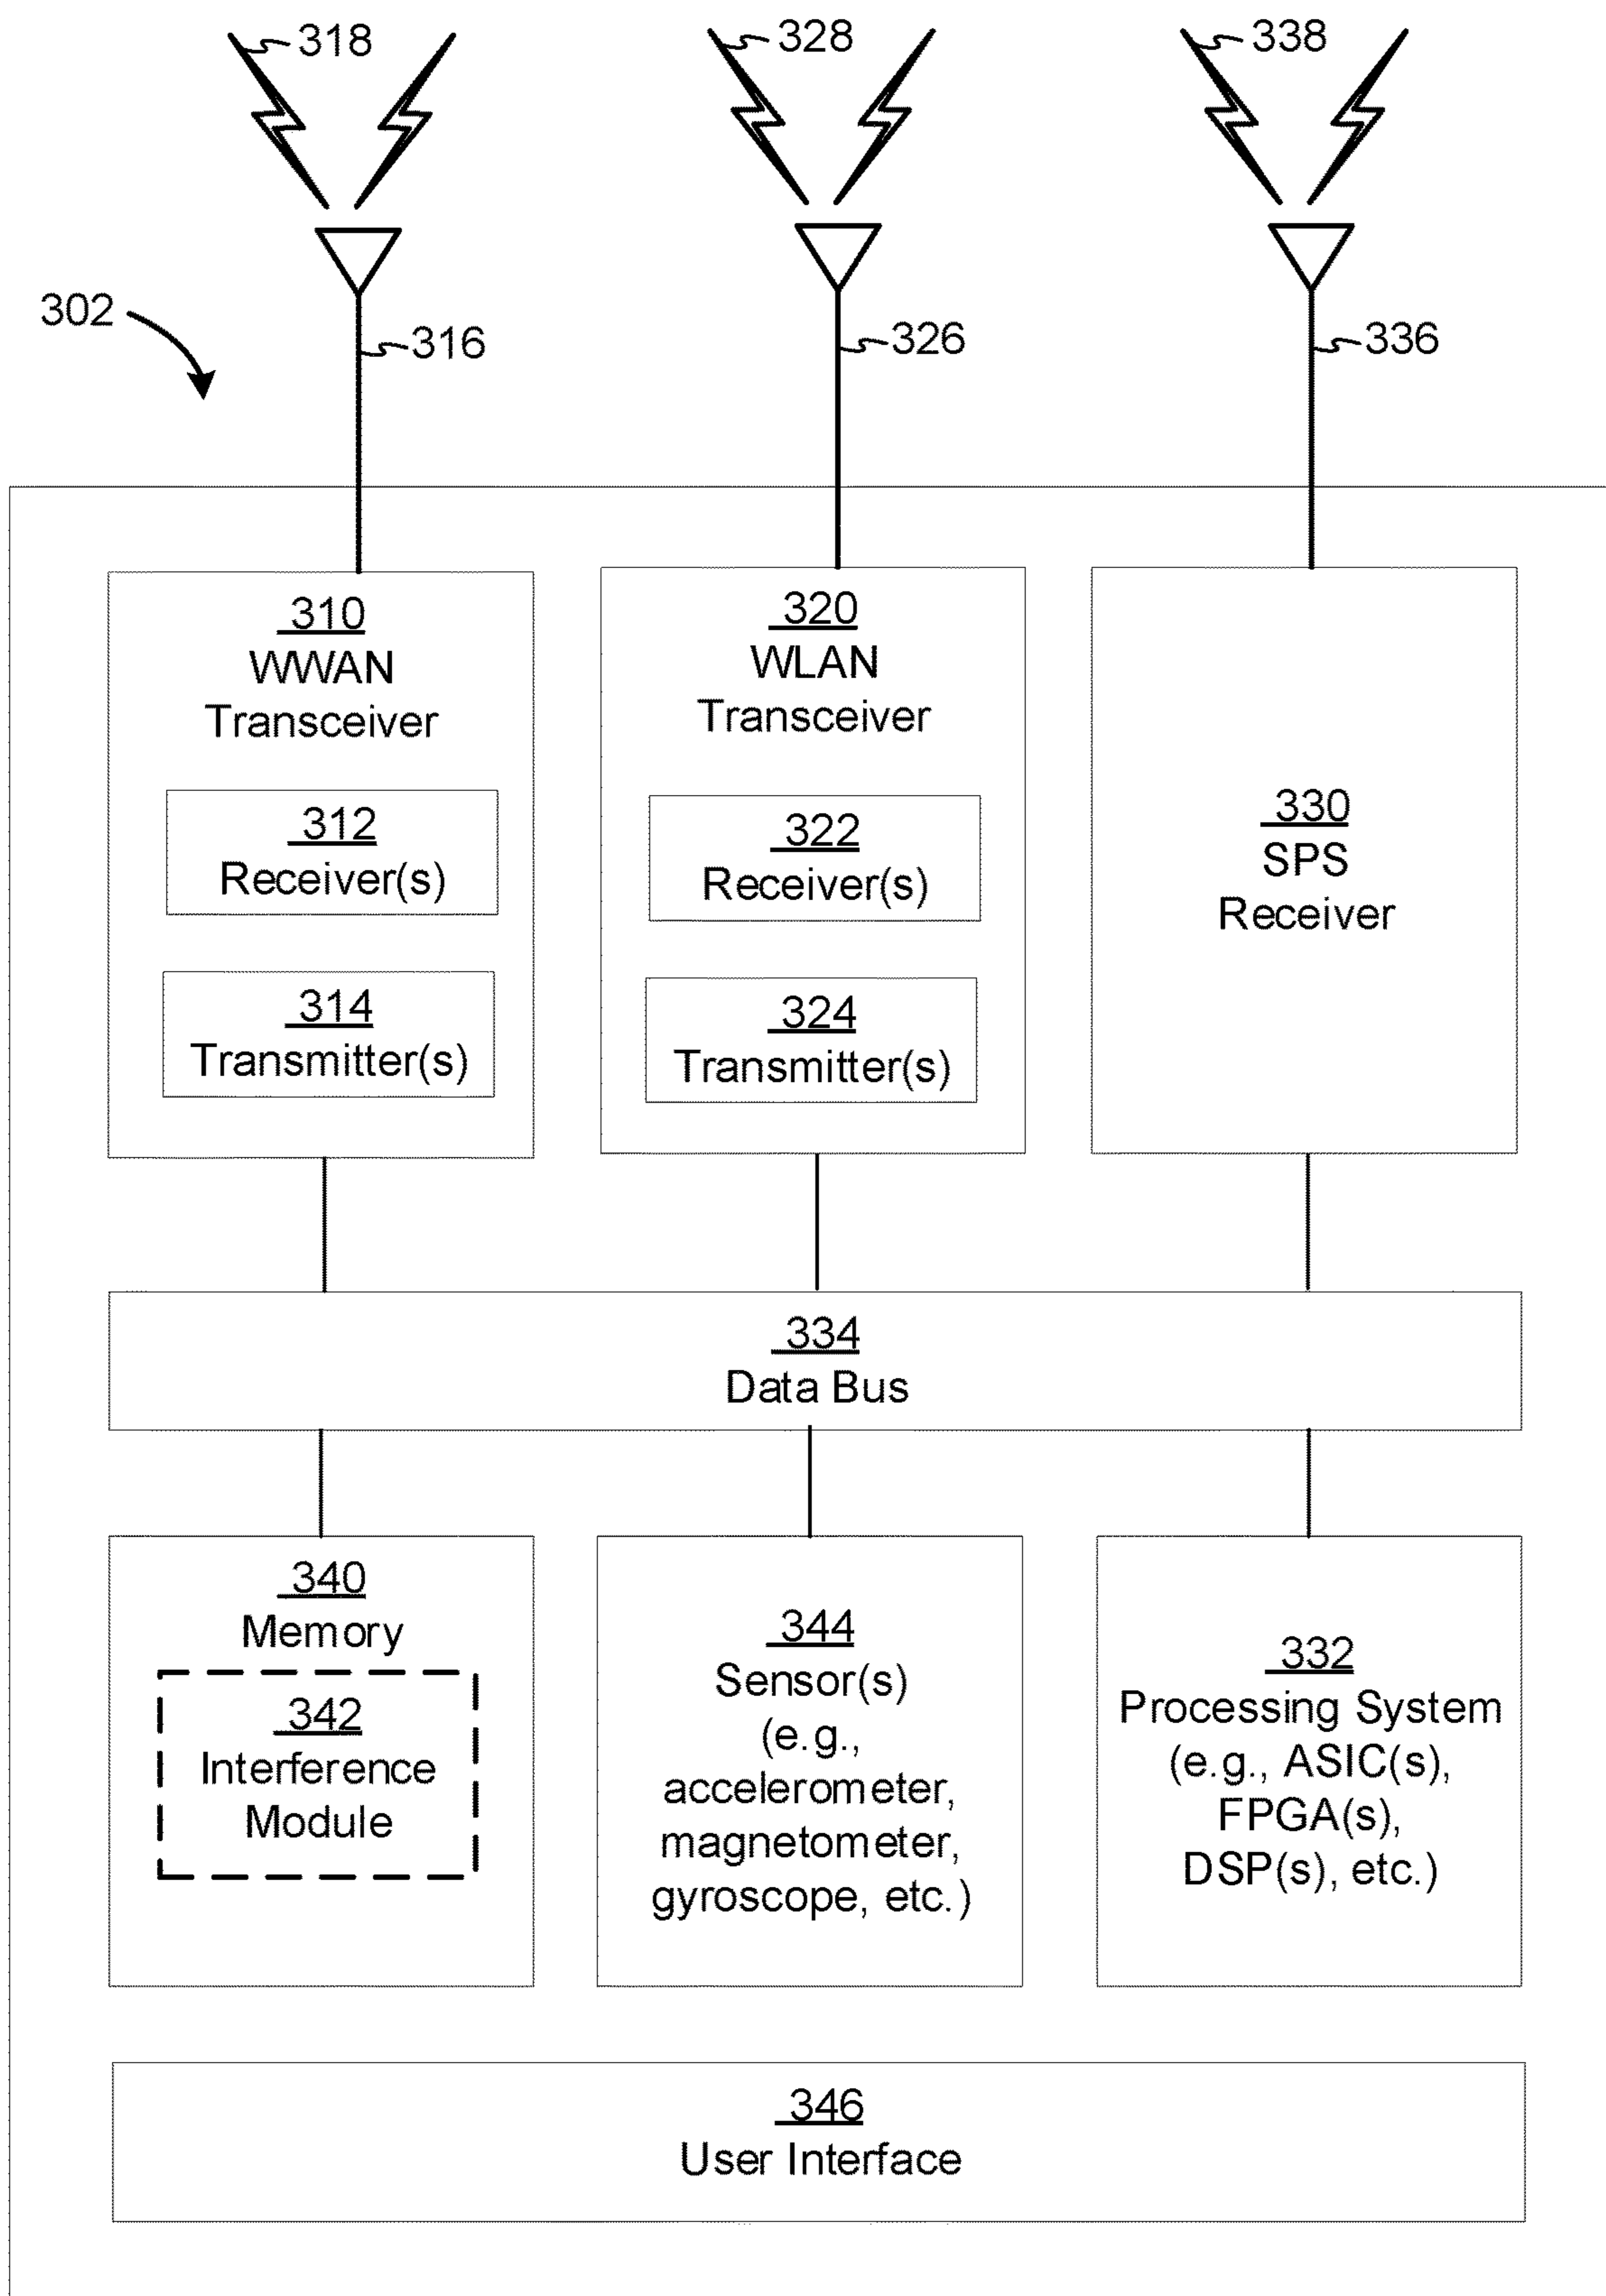 318
328
338
302
316
326
336
310
WWAN
Transceiver
312
Receiver(s)
314
Transmitter(s)
320
WLAN
Transceiver
322
Receiver(s)
324
Transmitter(s)
330
SPS
Receiver
334
Data Bus
340
Memory
342
Interference
Module
344
Sensor(s)
(e.g.,
accelerometer,
magnetometer,
gyroscope, etc.)
332
Processing System
(e.g., ASIC(s),
FPGA(s),
DSP(s), etc.)
346
User Interface